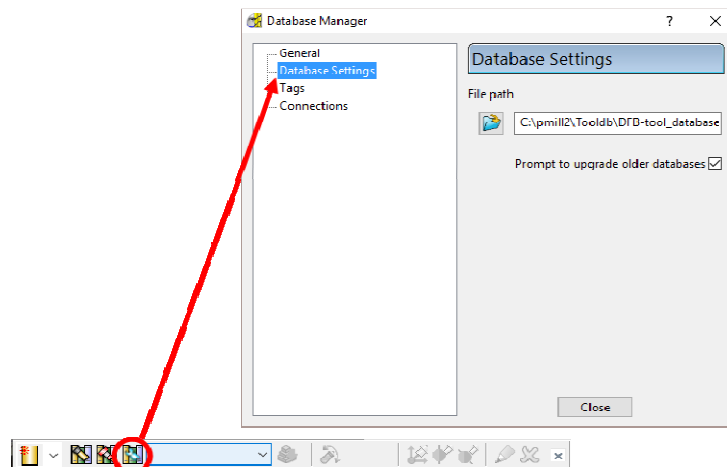 Database Manager
?
General
Database Settings
Tags
Connections
Database Settings
File path
C:\pmill2\Tooldb\DFB-tool_database
Prompt to upgrade older databases
Close